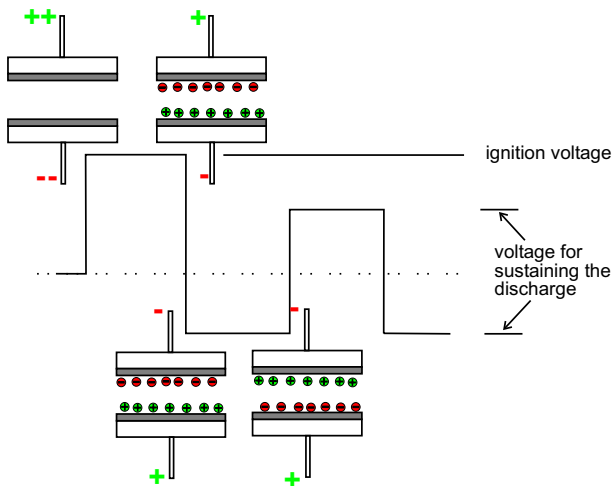 ignition voltage
voltage for
sustaining the
discharge